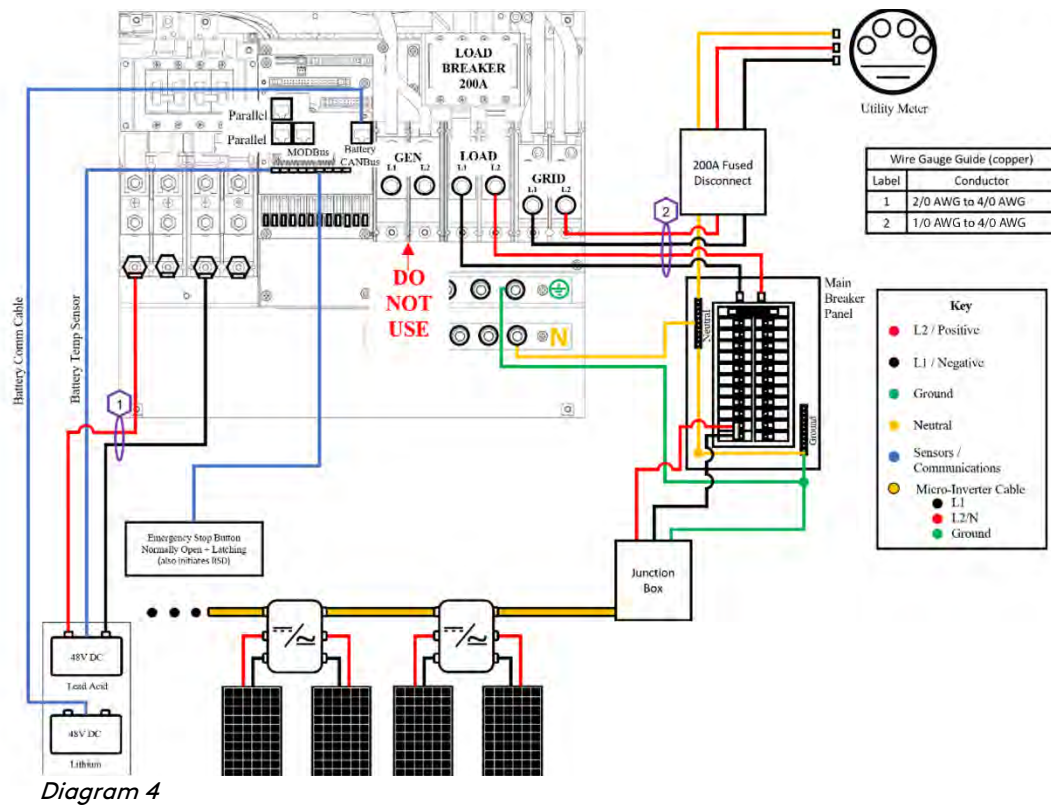 LOAD
BREAKER
200A
Parallel
Parallel
MODBus
Battery
CANBus
GEN
L1 L2
LOAD
L1 L2
GRID
L1 L2
DO
NOT
USE
N
Utility Meter
200A Fused
Disconnect
2
Wire Gauge Guide (copper)
Label Conductor
1 2/0 AWG to 4/0 AWG
2 1/0 AWG to 4/0 AWG
Main
Breaker
Panel
Neutral
Ground
Key
L2 / Positive
L1 / Negative
Ground
Neutral
Sensors /
Communications
Micro-Inverter Cable
L1
L2/N
Ground
Battery Comm Cable
Battery Temp Sensor
1
Emergency Stop Button
Normally Open + Latching
(also initiates RSD)
Junction
Box
48V DC
Lead Acid
48V DC
Lithium
Diagram 4